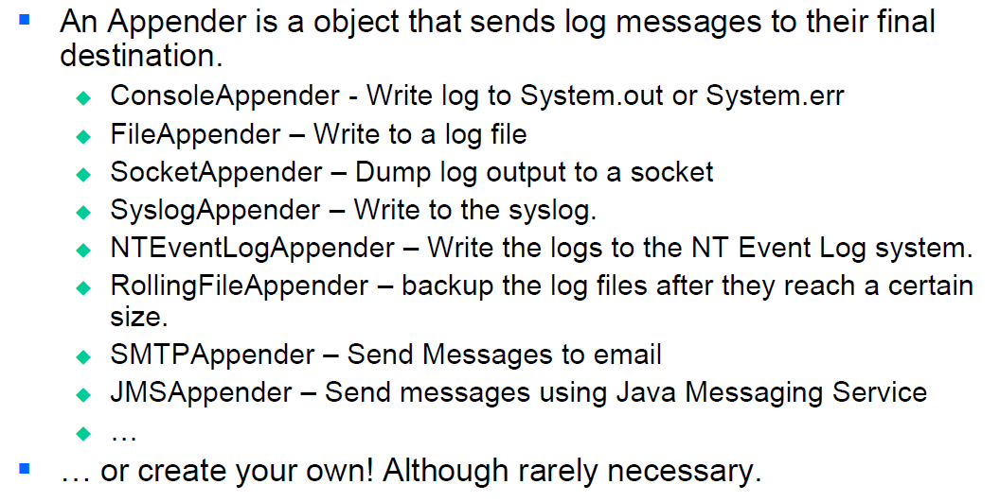 An Appender is a object that sends log messages to their final
destination.
ConsoleAppender - Write log to System.out or System.err
FileAppender – Write to a log file
SocketAppender – Dump log output to a socket
SyslogAppender – Write to the syslog.
NTEventLogAppender – Write the logs to the NT Event Log system.
RollingFileAppender – backup the log files after they reach a certain
size.
SMTPAppender – Send Messages to email
JMSAppender – Send messages using Java Messaging Service
…
… or create your own! Although rarely necessary.